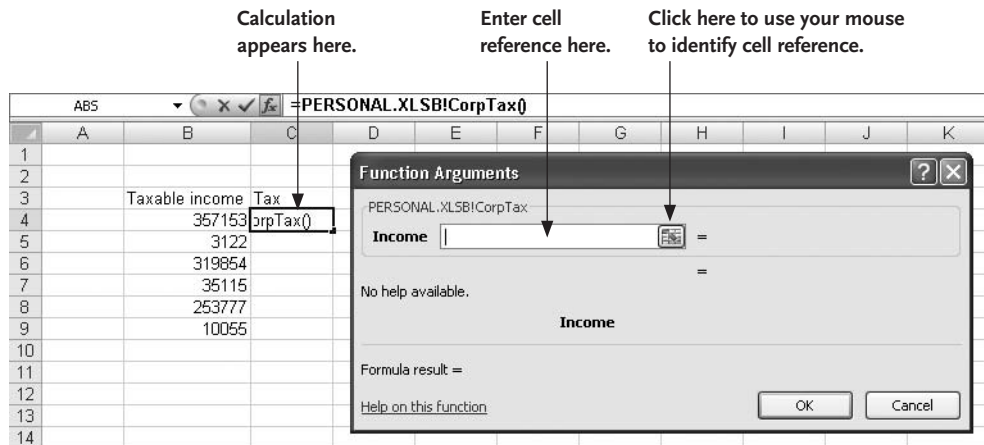 Calculation
appears here.
Enter cell
reference here.
Click here to use your mouse
to identify cell reference.
ABS
fx =PERSONAL.XLSB!CorpTax()
A B C D E F G H I J K
1
2
3 Taxable income Tax
4 357153 orpTax()
5 3122
6 319854
7 35115
8 253777
9 10055
10
11
12
13
14
Function Arguments
PERSONAL.XLSB!CorpTax
Income =
=
No help available.
Income
Formula result =
Help on this function
OK Cancel